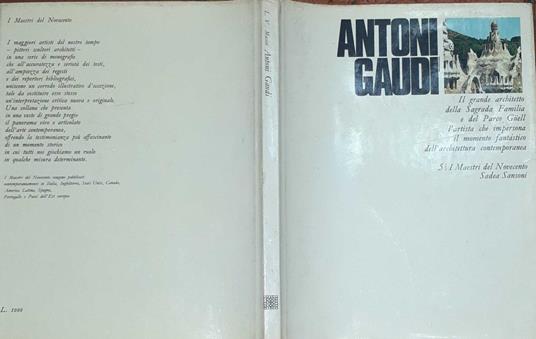 I Maestri del Novecento
I maggiori artisti del nostro tempo
- pittori scultori architetti -
in una serie di monografie
che all'accuratezza e serietà dei testi,
all'ampiezza dei regesti
e dei repertori bibliografici,
uniscono un corredo illustrativo d'eccezione,
tale da costituire esso stesso
un'interpretazione critica nuova e originale.
Una collana che presenta
in una veste di grande pregio
il panorama vivo e articolato
dell'arte contemporanea,
offrendo la testimonianza più affascinante
di un momento storico
in cui tutti noi giochiamo un ruolo
in qualche misura determinante.
I Maestri del Novecento vengono pubblicati
contemporaneamente in Italia, Inghilterra, Stati Uniti, Canada,
America Latina, Spagna,
Portogallo e Paesi dell'Est europeo
L. 1000
Antoni Gaudí
ANTONI
GAUDÍ
Il grande architetto
della Sagrada Familia
e del Parco Güell
l'artista che impersona
il momento fantastico
dell'architettura contemporanea
5 I Maestri del Novecento
Sadea Sansoni